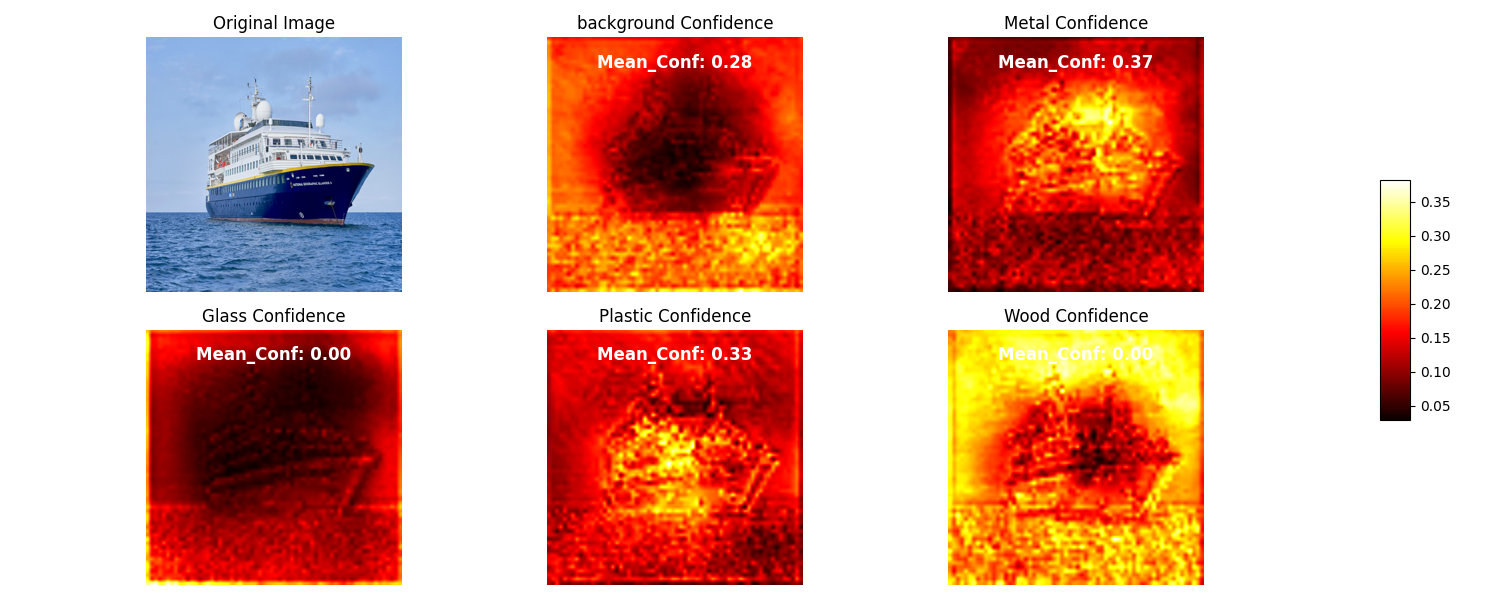 Original Image
background Confidence
Metal Confidence
Mean_Conf: 0.28
Mean_Conf: 0.37
Glass Confidence
Plastic Confidence
Wood Confidence
Mean_Conf: 0.00
Mean_Conf: 0.33
Mean_Conf: 0.00
0.35
0.30
0.25
0.20
0.15
0.10
0.05